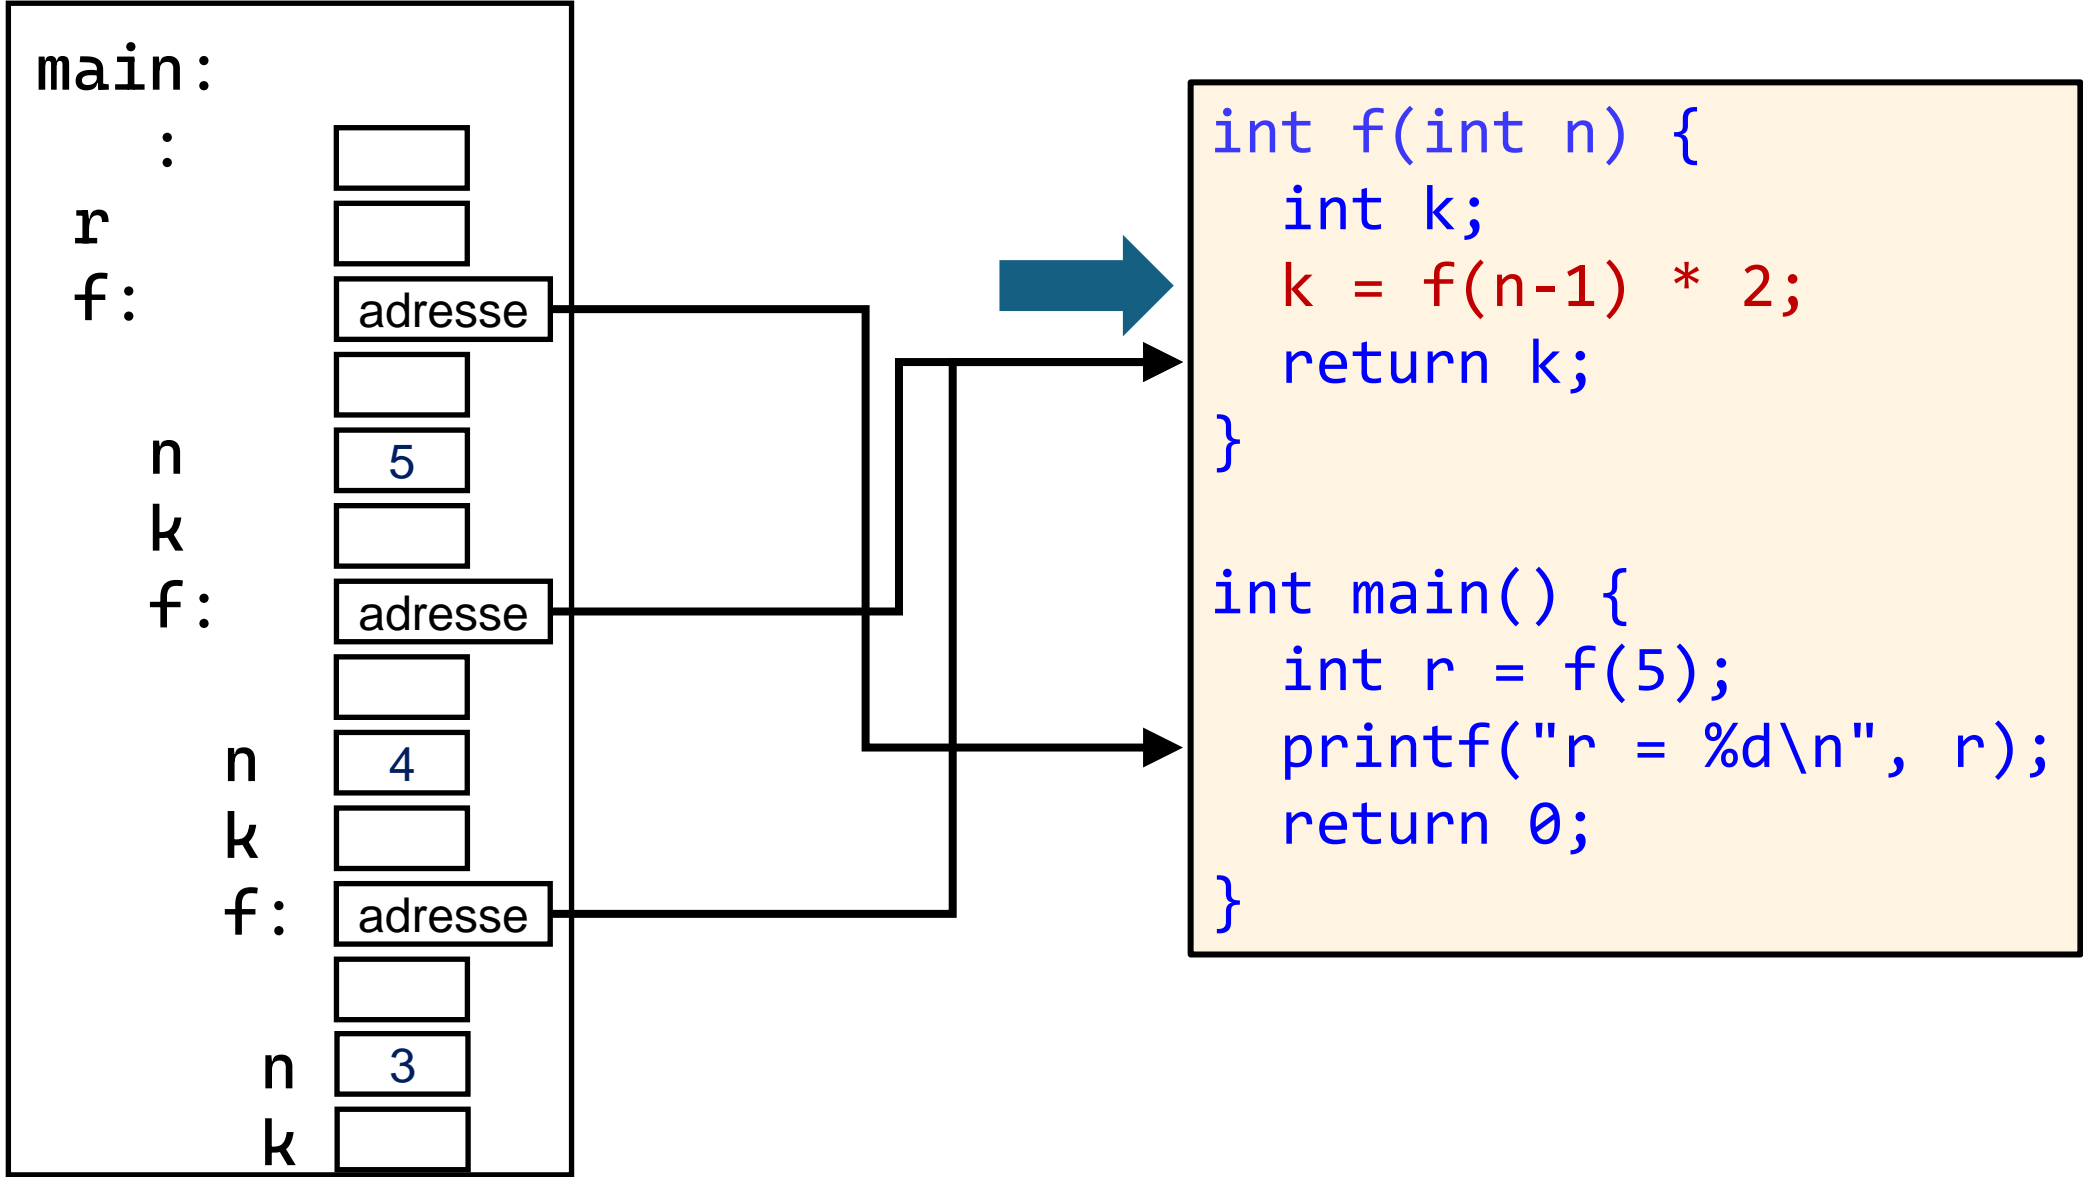 main:
:
r
f: adresse
n 5
k
f: adresse
n 4
k
f: adresse
n 3
k
int f(int n) {
int k;
k = f(n-1) * 2;
return k;
}
int main() {
int r = f(5);
printf("r = %d\n", r);
return 0;
}